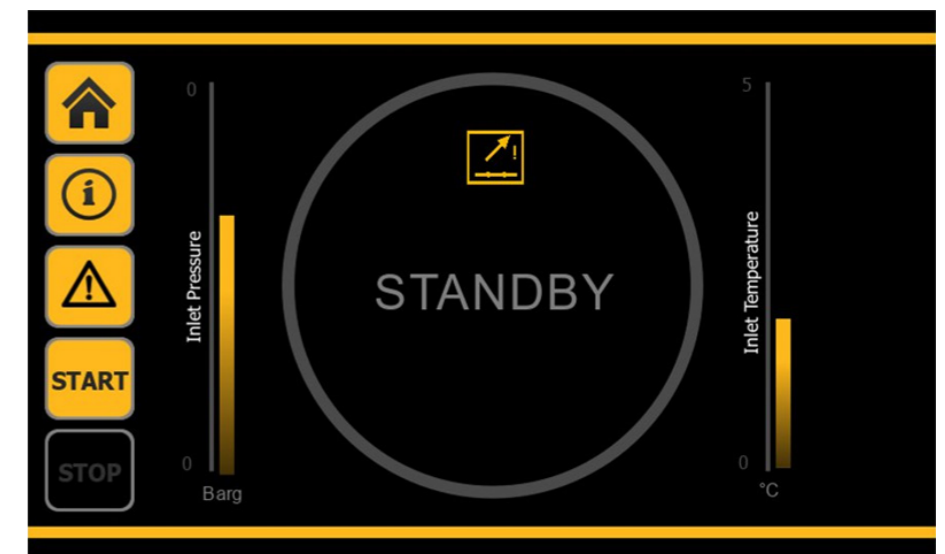 0
Inlet Pressure
0
Barg
START
STOP
!
STANDBY
5
Inlet Temperature
0
°C